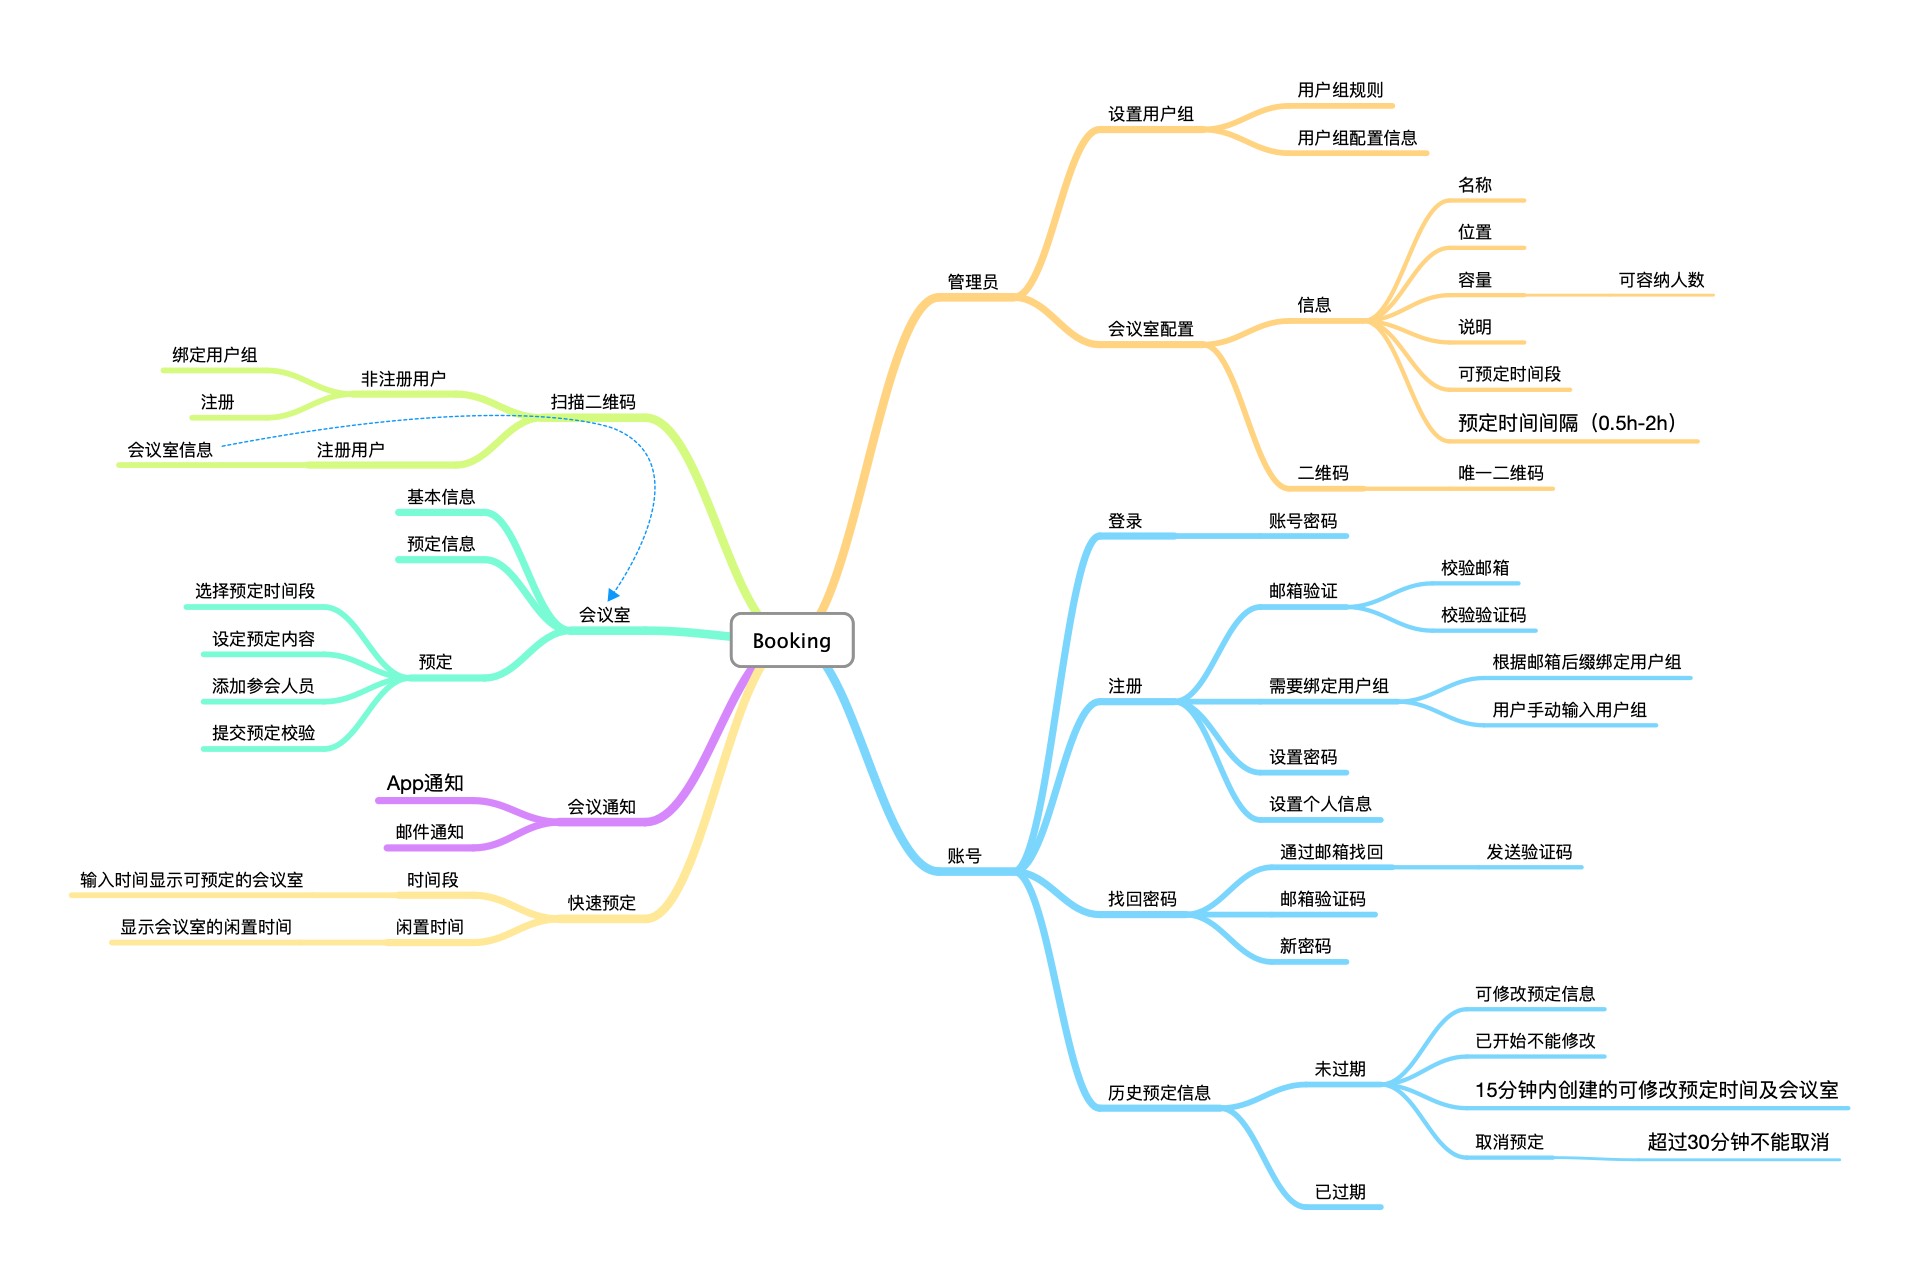 Booking
管理员
设置用户组
用户组规则
用户组配置信息
会议室配置
信息
名称
位置
容量
可容纳人数
说明
可预定时间段
预定时间间隔（0.5h-2h）
二维码
唯一二维码
账号
登录
账号密码
注册
邮箱验证
校验邮箱
校验验证码
需要绑定用户组
根据邮箱后缀绑定用户组
用户手动输入用户组
设置密码
设置个人信息
找回密码
通过邮箱找回
发送验证码
邮箱验证码
新密码
历史预定信息
未过期
可修改预定信息
已开始不能修改
15分钟内创建的可修改预定时间及会议室
取消预定
超过30分钟不能取消
已过期
扫描二维码
非注册用户
绑定用户组
注册
注册用户
会议室信息
会议室
基本信息
预定信息
预定
选择预定时间段
设定预定内容
添加参会人员
提交预定校验
会议通知
App通知
邮件通知
快速预定
时间段
输入时间显示可预定的会议室
闲置时间
显示会议室的闲置时间